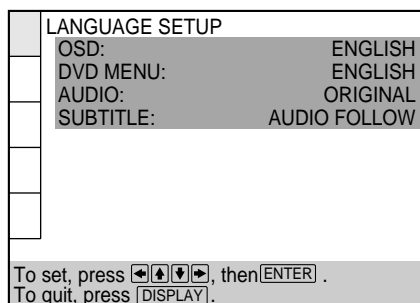 LANGUAGE SETUP
OSD: ENGLISH
DVD MENU: ENGLISH
AUDIO: ORIGINAL
SUBTITLE: AUDIO FOLLOW
To set, press ←↑↓→, then ENTER .
To quit, press DISPLAY.